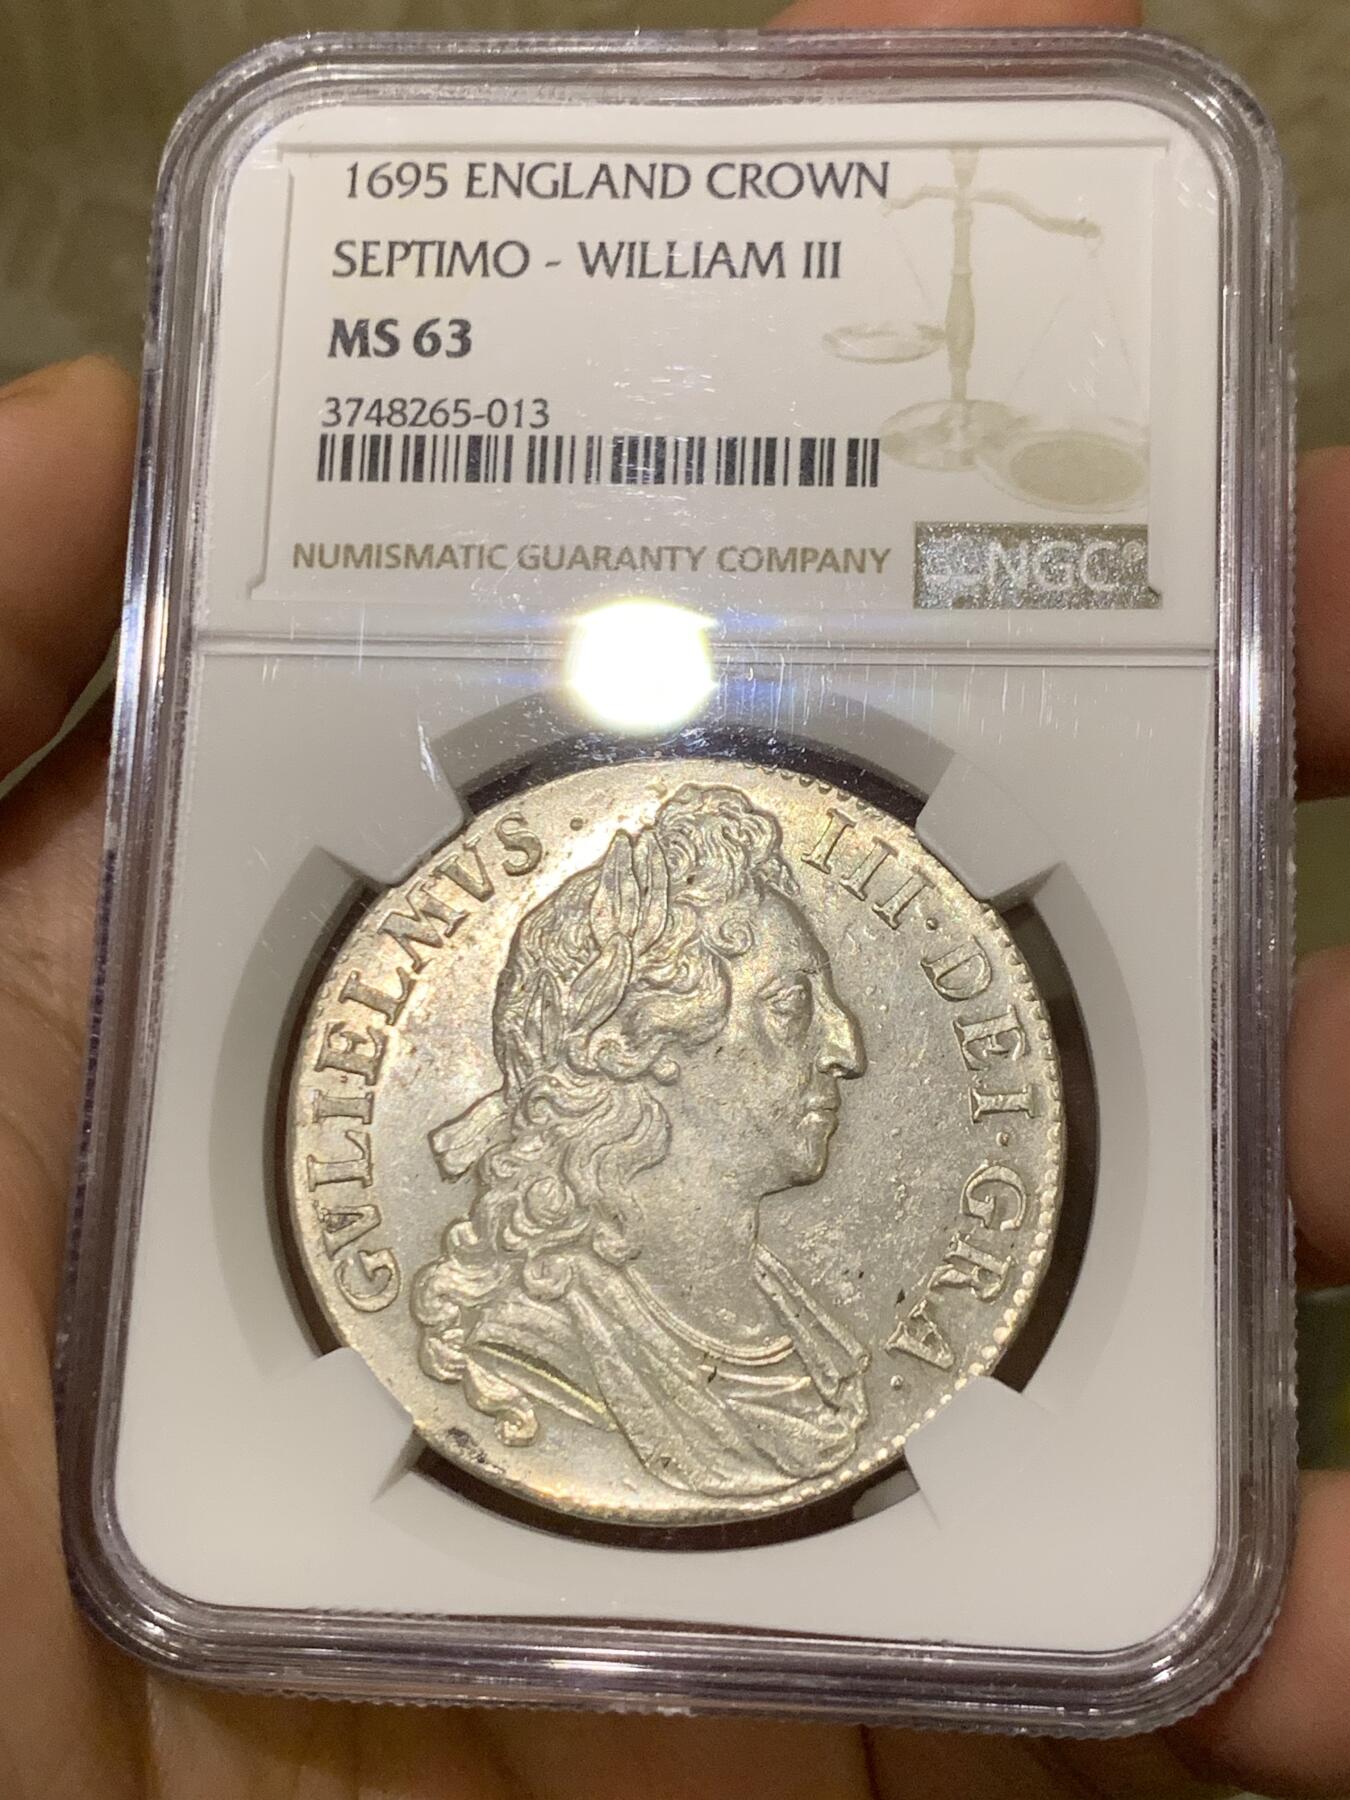 1695 ENGLAND CROWN
SEPTIMO - WILLIAM III
MS 63
3748265-013
NUMISMATIC GUARANTY COMPANY
NGC®
GVLIELMVS · III · DEI · GRA ·